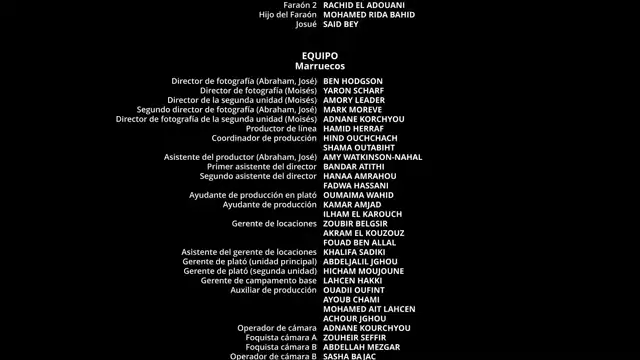 Faraón 2 RACHID EL ADOUANI
Hijo del Faraón MOHAMED RIDA BAHID
Josué SAID BEY
EQUIPO
Marruecos
Director de fotografía (Abraham, José) BEN HODGSON
Director de fotografía (Moisés) YARON SCHARF
Director de la segunda unidad (Moisés) AMORY LEADER
Segundo director de fotografía (Abraham, José) MARK MOREVE
Director de fotografía de la segunda unidad (Moisés) ADNANE KORCHYOU
Productor de línea HAMID HERRAF
Coordinador de producción HIND OUCHCHACH
SHAMA OUTABIHT
Asistente del productor (Abraham, José) AMY WATKINSON-NAHAL
Primer asistente del director BANDAR ATITHI
Segundo asistente del director HANAA AMRAHOU
FADWA HASSANI
Ayudante de producción en plató OUMAIMA WAHID
Ayudante de producción KAMAR AMJAD
ILHAM EL KAROUCH
Gerente de locaciones ZOUBIR BELGSIR
AKRAM EL KOUZOUZ
FOUAD BEN ALLAL
Asistente del gerente de locaciones KHALIFA SADIKI
Gerente de plató (unidad principal) ABDELJALIL JGHOU
Gerente de plató (segunda unidad) HICHAM MOUJOUNE
Gerente de campamento base LAHCEN HAKKI
Auxiliar de producción OUADII OUFINT
AYOUB CHAMI
MOHAMED AIT LAHCEN
ACHOUR JGHOU
Operador de cámara ADNANE KOURCHYOU
Foquista cámara A ZOUHEIR SEFFIR
Foquista cámara B ABDELLAH MEZGAR
Operador de cámara B SASHA BAJAC